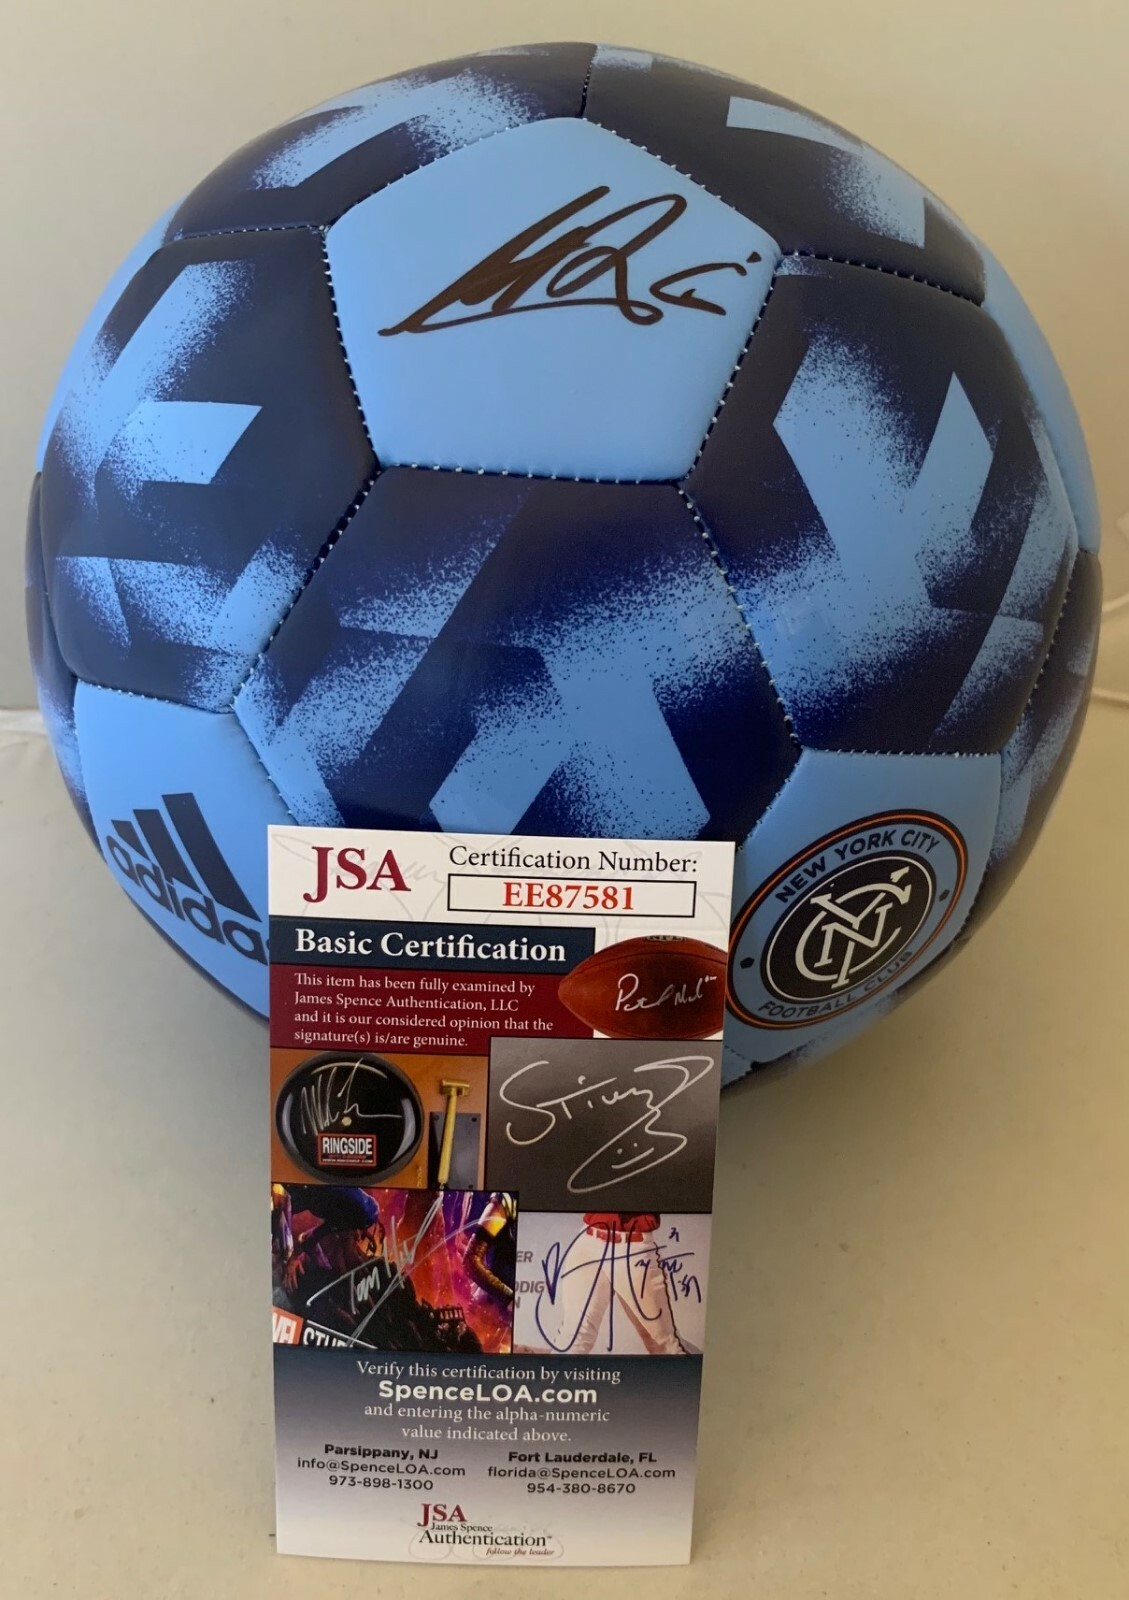 adidas
NEW YORK CITY
NYC
FOOTBALL CLUB
JSA
Certification Number:
EE87581
Basic Certification
This item has been fully examined by
James Spence Authentication, LLC
and it is our considered opinion that the
signature(s) is/are genuine.
RINGSIDE
Verify this certification by visiting
SpenceLOA.com
and entering the alpha-numeric
value indicated above.
Parsippany, NJ
info@SpenceLOA.com
973-898-1300
Fort Lauderdale, FL
florida@SpenceLOA.com
954-380-8670
JSA
James Spence
Authentication™
follow the leader